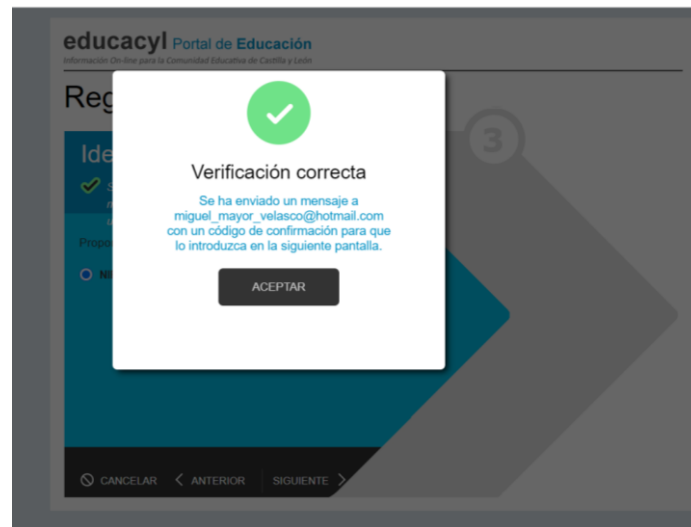 educacyl Portal de Educación
Información On-line para la Comunidad Educativa de Castilla y León
Reg
3
Ide
Verificación correcta
Se ha enviado un mensaje a
miguel_mayor_velasco@hotmail.com
con un código de confirmación para que
lo introduzca en la siguiente pantalla.
Propo
ACEPTAR
CANCELAR ANTERIOR SIGUIENTE